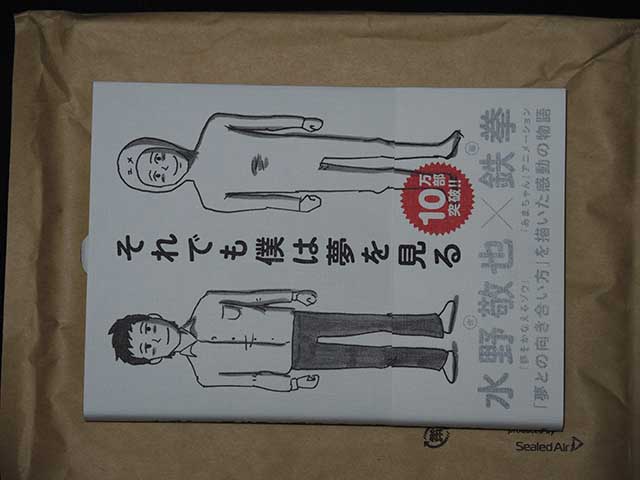 ユメ
それでも僕は夢を見る
10万部
突破!!
水野敬也×鉄拳
『夢をかなえるゾウ』
『あまちゃん』アニメーション
「夢との向き合い方」を描いた感動の物語
SealedAir